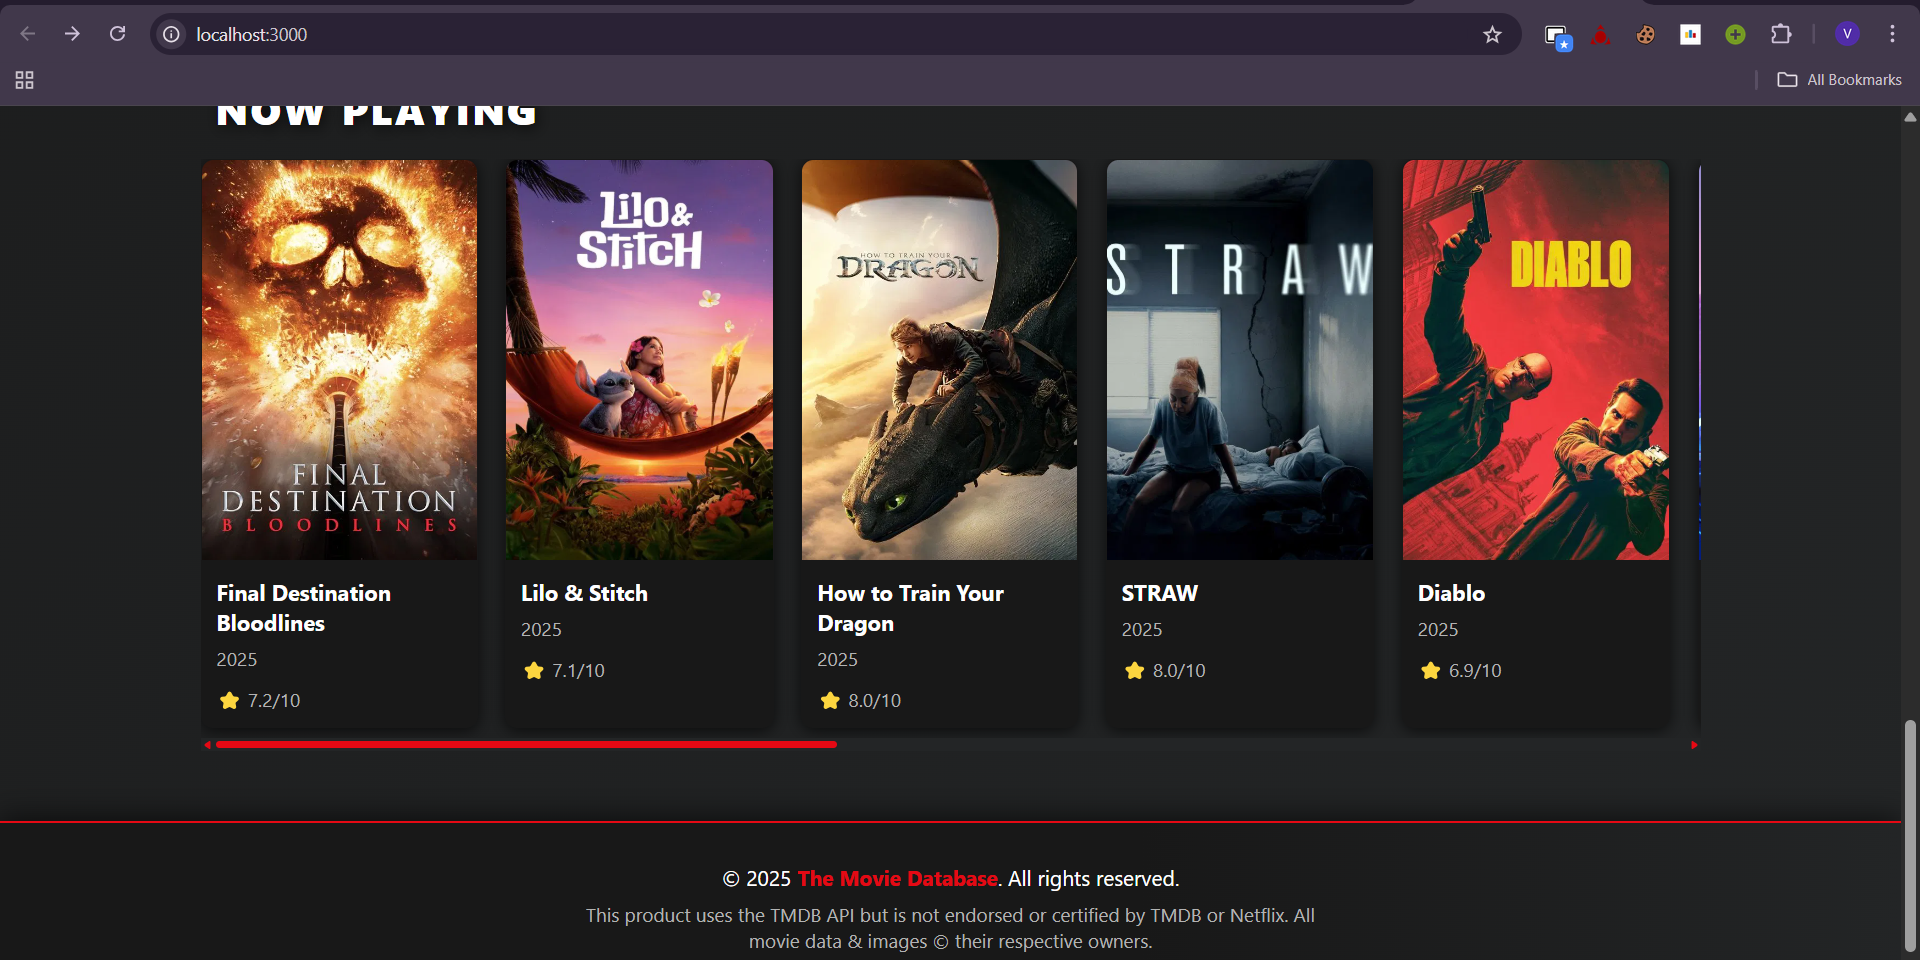 localhost:3000
V
All Bookmarks
NOW PLAYING
FINAL
DESTINATION
BLOODLINES
LiLO &
STiTCH
HOW TO TRAIN YOUR
DRAGON
STRAW
DIABLO
Final Destination
Bloodlines
2025
7.2/10
Lilo & Stitch
2025
7.1/10
How to Train Your
Dragon
2025
8.0/10
STRAW
2025
8.0/10
Diablo
2025
6.9/10
© 2025 The Movie Database. All rights reserved.
This product uses the TMDB API but is not endorsed or certified by TMDB or Netflix. All
movie data & images © their respective owners.